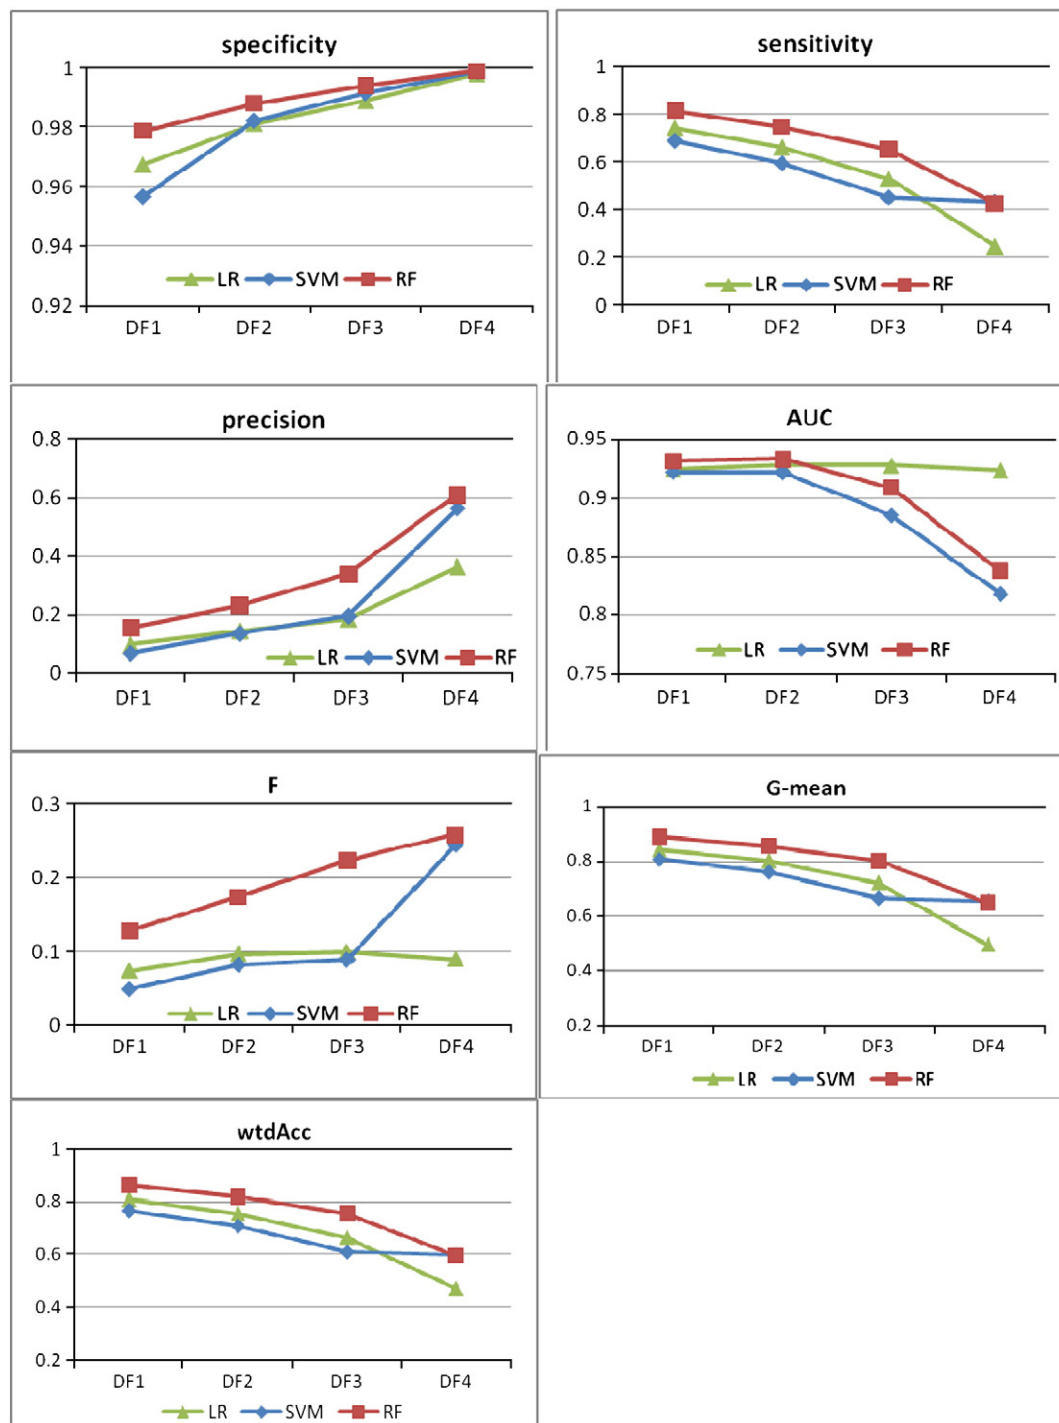 specificity
1
0.98
0.96
0.94
0.92
LR SVM RF
DF1 DF2 DF3 DF4
sensitivity
1
0.8
0.6
0.4
0.2
0
LR SVM RF
DF1 DF2 DF3 DF4
precision
0.8
0.6
0.4
0.2
0
LR SVM RF
DF1 DF2 DF3 DF4
AUC
0.95
0.9
0.85
0.8
0.75
LR SVM RF
DF1 DF2 DF3 DF4
F
0.3
0.2
0.1
0
LR SVM RF
DF1 DF2 DF3 DF4
G-mean
1
0.8
0.6
0.4
0.2
DF1 DF2 DF3 DF4
LR SVM RF
wtdAcc
1
0.8
0.6
0.4
0.2
DF1 DF2 DF3 DF4
LR SVM RF